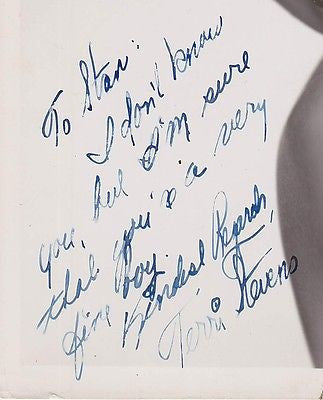 To Stan:
I don't know
you, but I'm sure
that you're a very
fine boy.
Kindest Regards,
Terri Stevens